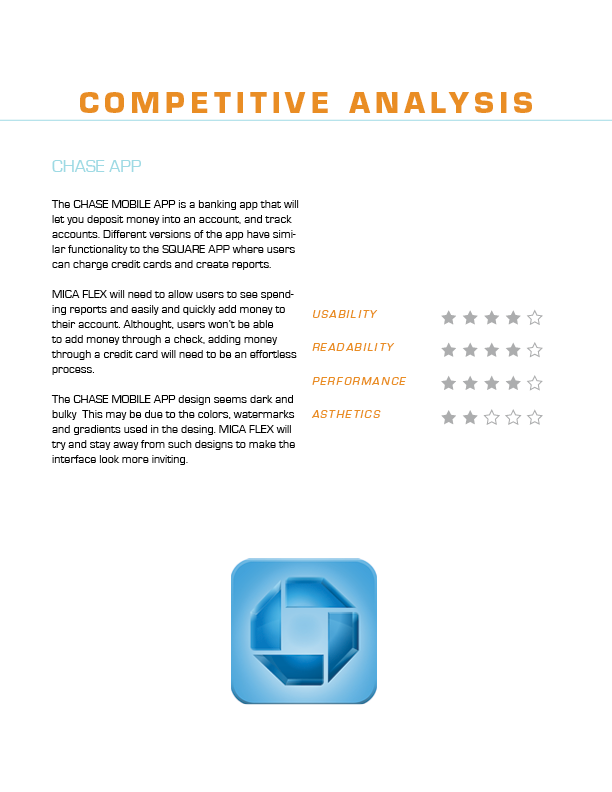 COMPETITIVE ANALYSIS
CHASE APP
The CHASE MOBILE APP is a banking app that will
let you deposit money into an account, and track
accounts. Different versions of the app have simi-
lar functionality to the SQUARE APP where users
can charge credit cards and create reports.
MICA FLEX will need to allow users to see spend-
ing reports and easily and quickly add money to
their account. Althought, users won't be able
to add money through a check, adding money
through a credit card will need to be an effortless
process.
The CHASE MOBILE APP design seems dark and
bulky  This may be due to the colors, watermarks
and gradients used in the desing. MICA FLEX will
try and stay away from such designs to make the
interface look more inviting.
USABILITY
READABILITY
PERFORMANCE
ASTHETICS